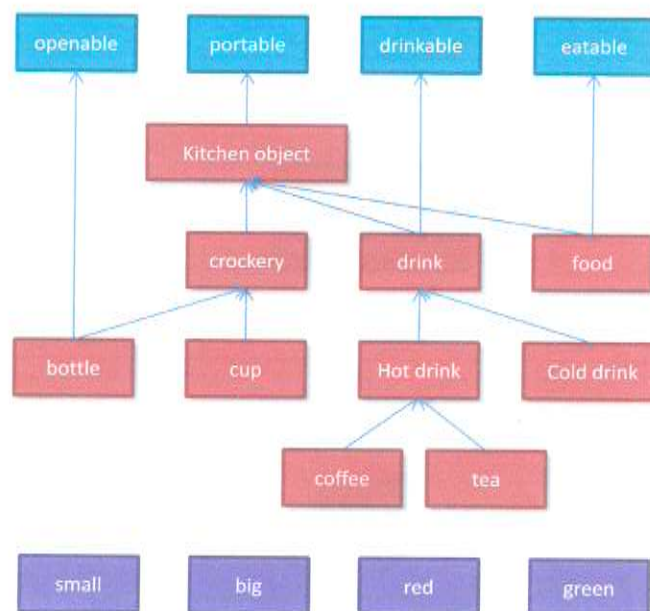 openable
portable
drinkable
eatable
Kitchen object
crockery
drink
food
bottle
cup
Hot drink
Cold drink
coffee
tea
small
big
red
green